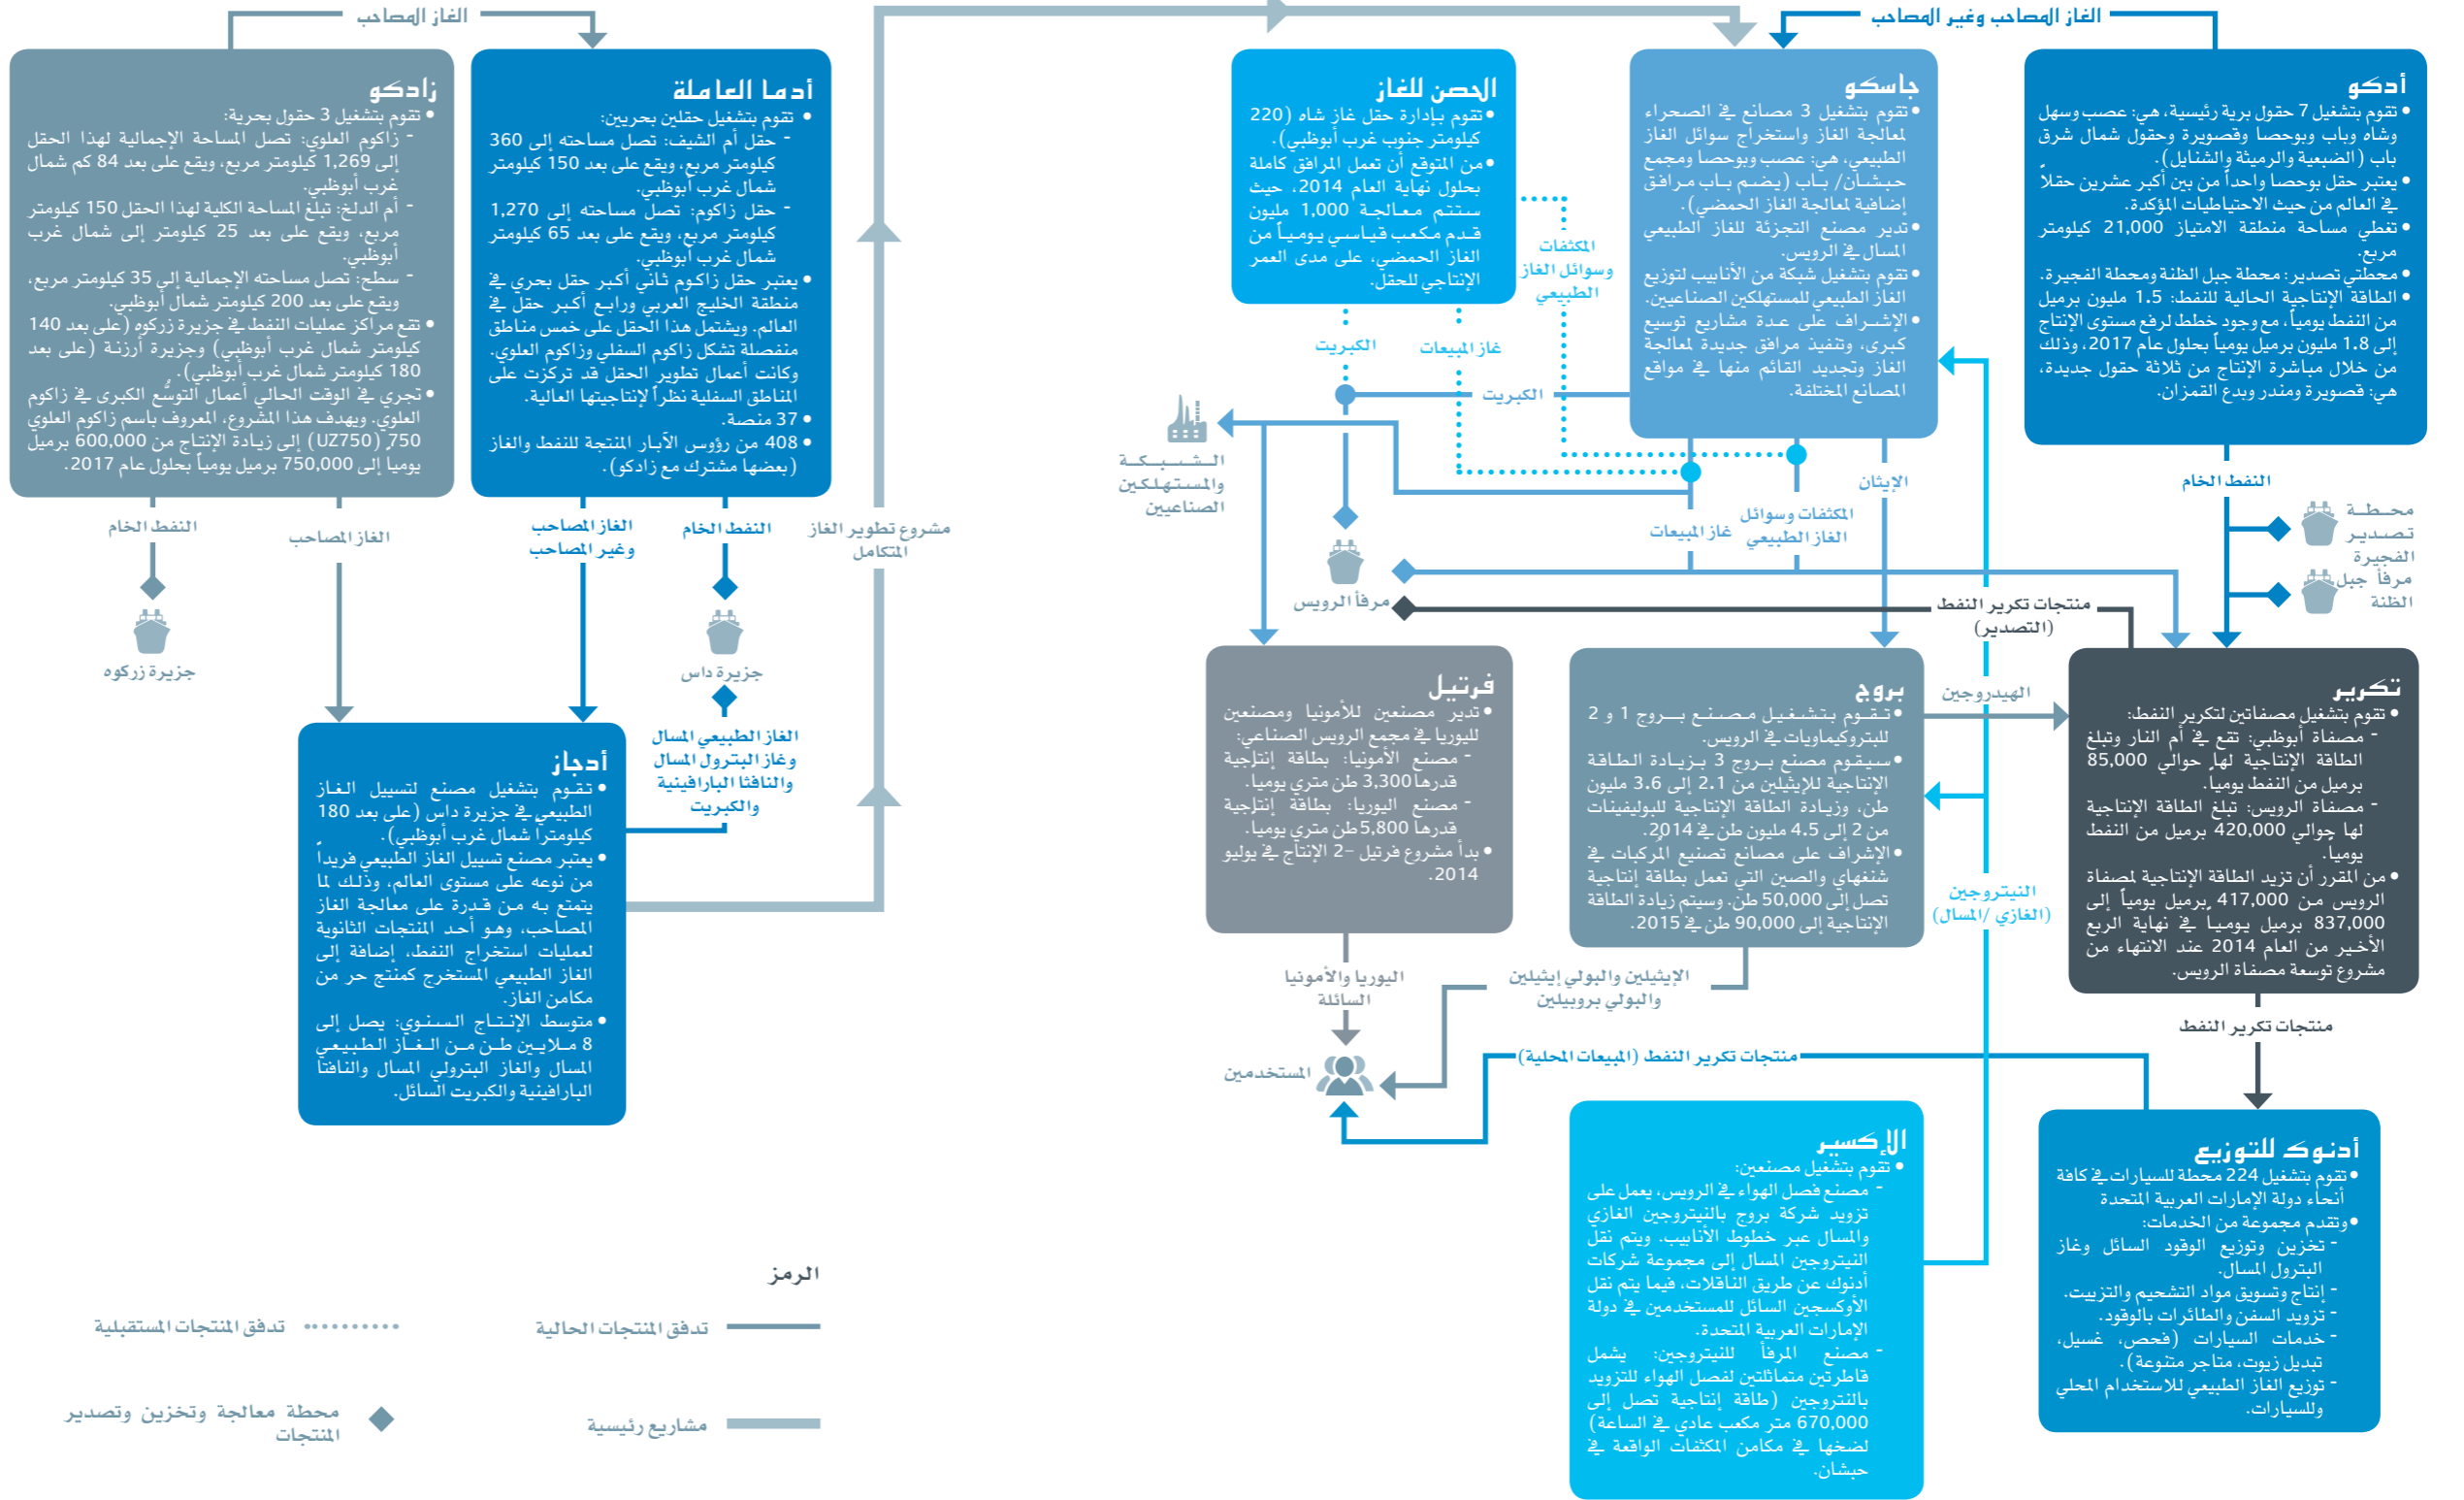 الغاز المصاحب وغير المصاحب
الغاز المصاحب
أدكو
• تقوم بتشغيل 7 حقول برية رئيسية، هي: عصب وسهل
وشاه وباب وبوحصا وقصويرة وحقول شمال شرق
باب (الضبعية والرميثة والشنايل).
• يعتبر حقل بوحصا واحداً من بين أكبر عشرين حقلاً
في العالم من حيث الاحتياطيات المؤكدة.
• تغطي مساحة منطقة الامتياز 21,000 كيلومتر
مربع.
• محطتي تصدير: محطة جبل الظنة ومحطة الفجيرة.
• الطاقة الإنتاجية الحالية للنفط: 1.5 مليون برميل
من النفط يومياً، مع وجود خطط لرفع مستوى الإنتاج
إلى 1.8 مليون برميل يومياً بحلول عام 2017، وذلك
من خلال مباشرة الإنتاج من ثلاثة حقول جديدة،
هي: قصويرة ومندر وبدع القمزان.
جاسكو
• تقوم بتشغيل 3 مصانع في الصحراء
لمعالجة الغاز واستخراج سوائل الغاز
الطبيعي، هي: عصب وبوحصا ومجمع
حبشان/ باب (يضم باب مرافق
إضافية لمعالجة الغاز الحمضي).
• تدير مصنع التجزئة للغاز الطبيعي
المسال في الرويس.
• تقوم بتشغيل شبكة من الأنابيب لتوزيع
الغاز الطبيعي للمستهلكين الصناعيين.
• الإشراف على عدة مشاريع توسيع
كبرى، وتنفيذ مرافق جديدة لمعالجة
الغاز وتجديد القائم منها في مواقع
المصانع المختلفة.
الحصن للغاز
• تقوم بإدارة حقل غاز شاه (220
كيلومتر جنوب غرب أبوظبي).
• من المتوقع أن تعمل المرافق كاملة
بحلول نهاية العام 2014، حيث
ستتم معالجة 1,000 مليون
قدم مكعب قياسي يومياً من
الغاز الحمضي، على مدى العمر
الإنتاجي للحقل.
أدما العاملة
• تقوم بتشغيل حقلين بحريين:
- حقل أم الشيف: تصل مساحته إلى 360
كيلومتر مربع، ويقع على بعد 150 كيلومتر
شمال غرب أبوظبي.
- حقل زاكوم: تصل مساحته إلى 1,270
كيلومتر مربع، ويقع على بعد 65 كيلومتر
شمال غرب أبوظبي.
• يعتبر حقل زاكوم ثاني أكبر حقل بحري في
منطقة الخليج العربي ورابع أكبر حقل في
العالم. ويشتمل هذا الحقل على خمس مناطق
منفصلة تشكل زاكوم السفلي وزاكوم العلوي.
وكانت أعمال تطوير الحقل قد تركزت على
المناطق السفلية نظراً لإنتاجيتها العالية.
• 37 منصة.
• 408 من رؤوس الآبار المنتجة للنفط والغاز
(بعضها مشترك مع زادكو).
زادكو
• تقوم بتشغيل 3 حقول بحرية:
- زاكوم العلوي: تصل المساحة الإجمالية لهذا الحقل
إلى 1,269 كيلومتر مربع، ويقع على بعد 84 كم شمال
غرب أبوظبي.
- أم الدلخ: تبلغ المساحة الكلية لهذا الحقل 150 كيلومتر
مربع، ويقع على بعد 25 كيلومتر إلى شمال غرب
أبوظبي.
- سطح: تصل مساحته الإجمالية إلى 35 كيلومتر مربع،
ويقع على بعد 200 كيلومتر شمال أبوظبي.
• تقع مراكز عمليات النفط في جزيرة زركوه (على بعد 140
كيلومتر شمال غرب أبوظبي) وجزيرة أرزنة (على بعد
180 كيلومتر شمال غرب أبوظبي).
• تجري في الوقت الحالي أعمال التوسُّع الكبرى في زاكوم
العلوي. ويهدف هذا المشروع، المعروف باسم زاكوم العلوي
750، (UZ750) إلى زيادة الإنتاج من 600,000 برميل
يومياً إلى 750,000 برميل يومياً بحلول عام 2017.
المكثفات
وسوائل الغاز
الطبيعي
الكبريت
غاز المبيعات
الكبريت
الشبكة
والمستهلكين
الصناعيين
الإيثان
المكثفات وسوائل
الغاز الطبيعي
غاز المبيعات
النفط الخام
محطة
تصدير
الفجيرة
مرفأ جبل
الظنة
مرفأ الرويس
منتجات تكرير النفط
(التصدير)
مشروع تطوير الغاز
المتكامل
النفط الخام
الغاز المصاحب
وغير المصاحب
الغاز المصاحب
النفط الخام
جزيرة داس
جزيرة زركوه
الغاز الطبيعي المسال
وغاز البترول المسال
والنافثا البارافينية
والكبريت
الهيدروجين
تكرير
• تقوم بتشغيل مصفاتين لتكرير النفط:
- مصفاة أبوظبي: تقع في أم النار وتبلغ
الطاقة الإنتاجية لها حوالي 85,000
برميل من النفط يومياً.
- مصفاة الرويس: تبلغ الطاقة الإنتاجية
لها حوالي 420,000 برميل من النفط
يومياً.
• من المقرر أن تزيد الطاقة الإنتاجية لمصفاة
الرويس من 417,000 برميل يومياً إلى
837,000 برميل يومياً في نهاية الربع
الأخير من العام 2014 عند الانتهاء من
مشروع توسعة مصفاة الرويس.
بروج
• تقوم بتشغيل مصنع بروج 1 و 2
للبتروكيماويات في الرويس.
• سيقوم مصنع بروج 3 بزيادة الطاقة
الإنتاجية للإيثيلين من 2.1 إلى 3.6 مليون
طن، وزيادة الطاقة الإنتاجية للبوليفينات
من 2 إلى 4.5 مليون طن في 2014.
• الإشراف على مصانع تصنيع المُركبات في
شنغهاي والصين التي تعمل بطاقة إنتاجية
تصل إلى 50,000 طن. وسيتم زيادة الطاقة
الإنتاجية إلى 90,000 طن في 2015.
فرتيل
• تدير مصنعين للأمونيا ومصنعين
لليوريا في مجمع الرويس الصناعي:
- مصنع الأمونيا: بطاقة إنتاجية
قدرها 3,300 طن متري يومياً.
- مصنع اليوريا: بطاقة إنتاجية
قدرها 5,800 طن متري يومياً.
• بدأ مشروع فرتيل -2 الإنتاج في يوليو
2014.
أدجاز
• تقوم بتشغيل مصنع لتسييل الغاز
الطبيعي في جزيرة داس (على بعد 180
كيلومتراً شمال غرب أبوظبي).
• يعتبر مصنع تسييل الغاز الطبيعي فريداً
من نوعه على مستوى العالم، وذلك لما
يتمتع به من قدرة على معالجة الغاز
المصاحب، وهو أحد المنتجات الثانوية
لعمليات استخراج النفط، إضافة إلى
الغاز الطبيعي المستخرج كمنتج حر من
مكامن الغاز.
• متوسط الإنتاج السنوي: يصل إلى
8 ملايين طن من الغاز الطبيعي
المسال والغاز البترولي المسال والنافثا
البارافينية والكبريت السائل.
النيتروجين
(الغازي /المسال)
اليوريا والأمونيا
السائلة
الإيثيلين والبولي إيثيلين
والبولي بروبيلين
منتجات تكرير النفط
منتجات تكرير النفط (المبيعات المحلية)
المستخدمين
أدنوك للتوزيع
• تقوم بتشغيل 224 محطة للسيارات في كافة
أنحاء دولة الإمارات العربية المتحدة
• وتقدم مجموعة من الخدمات:
- تخزين وتوزيع الوقود السائل وغاز
البترول المسال.
- إنتاج وتسويق مواد التشحيم والتزييت.
- تزويد السفن والطائرات بالوقود.
- خدمات السيارات (فحص، غسيل،
تبديل زيوت، متاجر متنوعة).
- توزيع الغاز الطبيعي للاستخدام المحلي
وللسيارات.
الإكسير
• تقوم بتشغيل مصنعين:
- مصنع فصل الهواء في الرويس، يعمل على
تزويد شركة بروج بالنيتروجين الغازي
والمسال عبر خطوط الأنابيب. ويتم نقل
النيتروجين المسال إلى مجموعة شركات
أدنوك عن طريق الناقلات، فيما يتم نقل
الأوكسجين السائل للمستخدمين في دولة
الإمارات العربية المتحدة.
- مصنع المرفأ للنيتروجين: يشمل
قاطرتين متماثلتين لفصل الهواء للتزويد
بالنتروجين (طاقة إنتاجية تصل إلى
670,000 متر مكعب عادي في الساعة)
لضخها في مكامن المكثفات الواقعة في
حبشان.
الرمز
تدفق المنتجات الحالية
تدفق المنتجات المستقبلية
مشاريع رئيسية
محطة معالجة وتخزين وتصدير
المنتجات